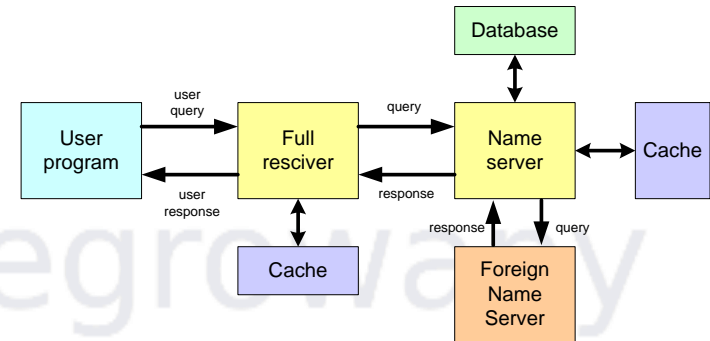 Database
user
query
query
User
program
Full
resciver
Name
server
Cache
user
response
response
response
query
Cache
Foreign
Name
Server
egrowany